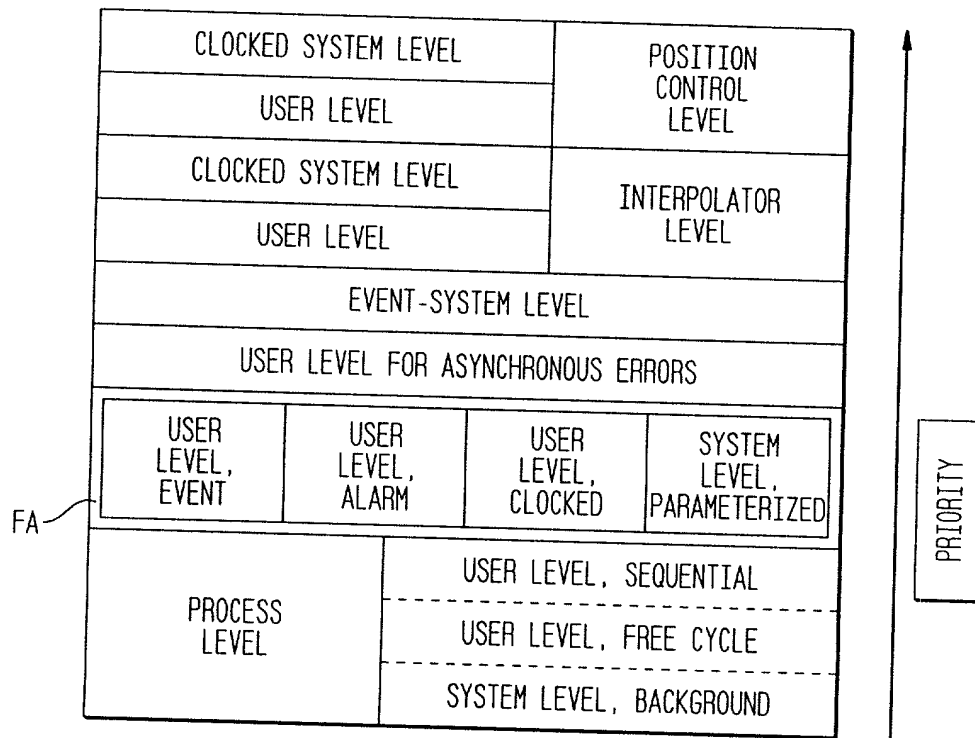 CLOCKED SYSTEM LEVEL
USER LEVEL
POSITION
CONTROL
LEVEL
CLOCKED SYSTEM LEVEL
USER LEVEL
INTERPOLATOR
LEVEL
EVENT-SYSTEM LEVEL
USER LEVEL FOR ASYNCHRONOUS ERRORS
USER
LEVEL,
EVENT
USER
LEVEL,
ALARM
USER
LEVEL,
CLOCKED
SYSTEM
LEVEL,
PARAMETERIZED
FA
PROCESS
LEVEL
USER LEVEL, SEQUENTIAL
USER LEVEL, FREE CYCLE
SYSTEM LEVEL, BACKGROUND
PRIORITY